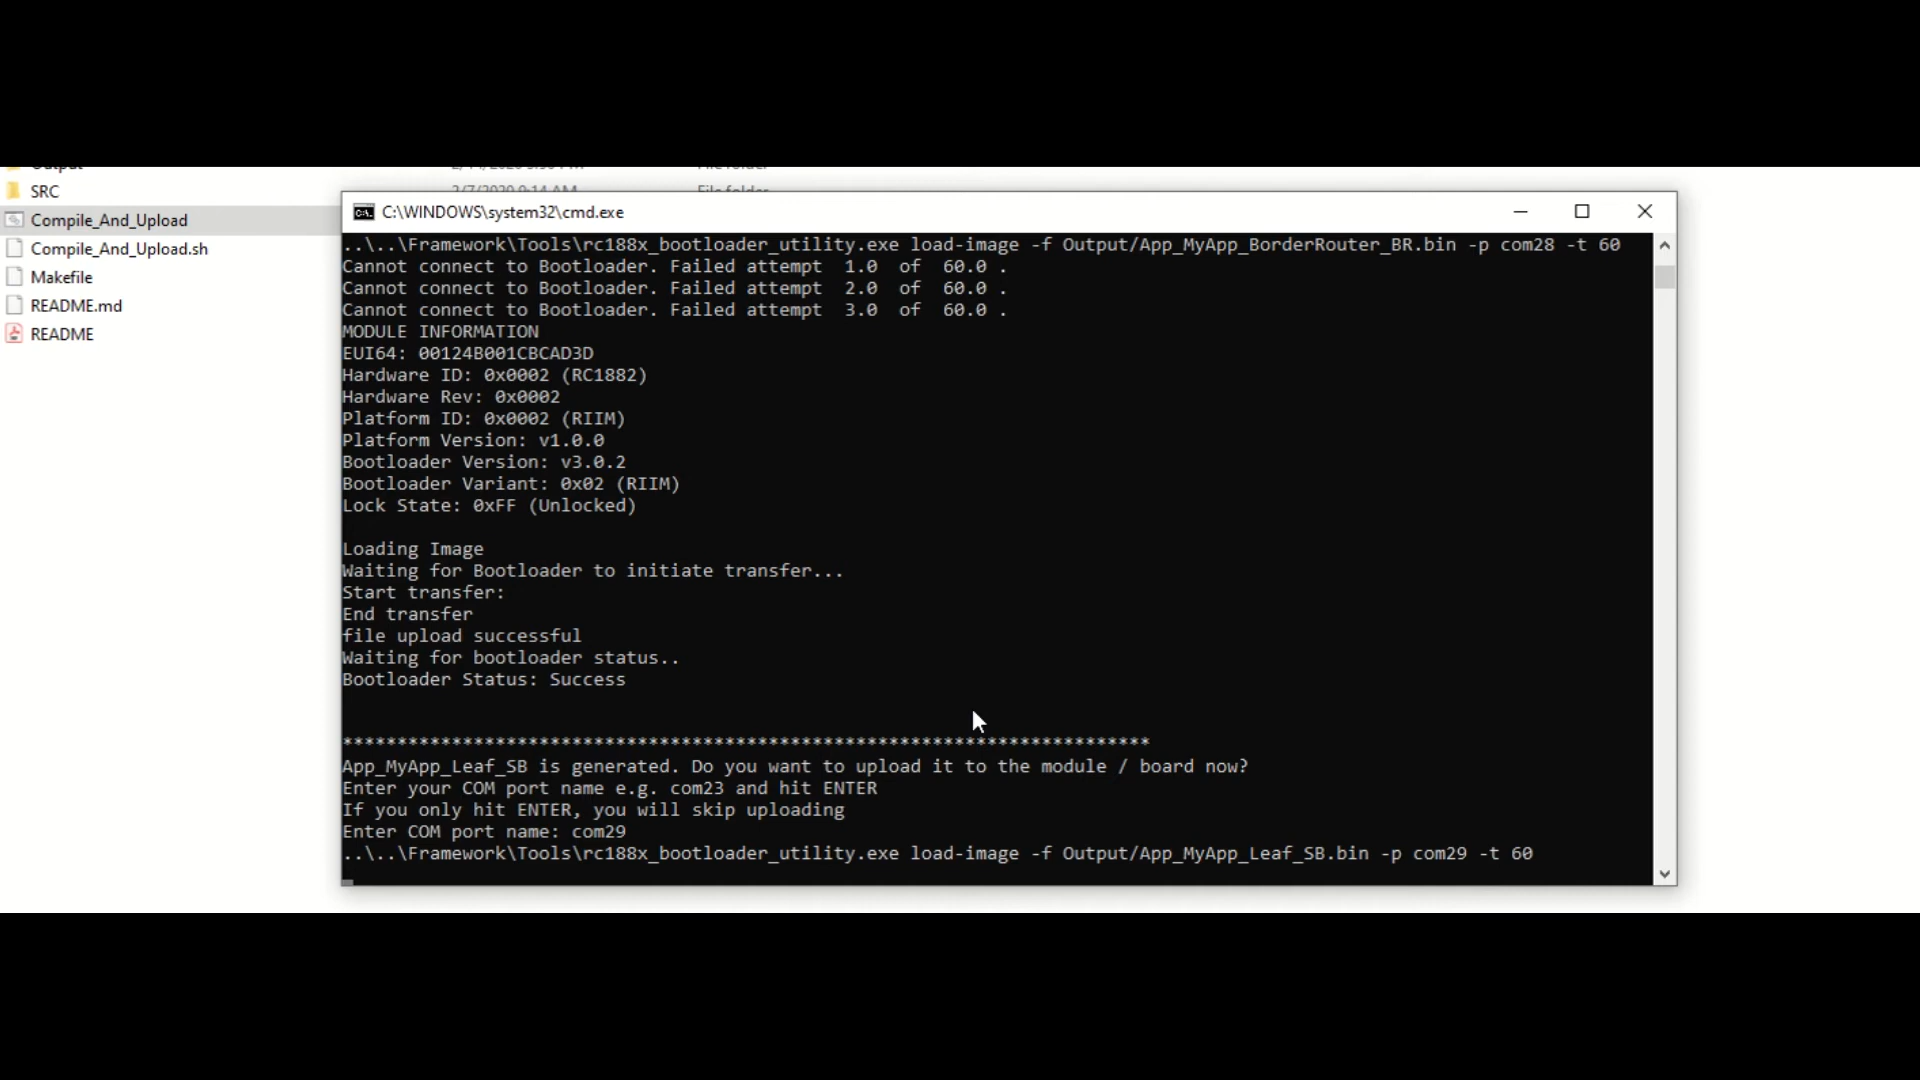 SRC
Compile_And_Upload
Compile_And_Upload.sh
Makefile
README.md
README
C:\WINDOWS\system32\cmd.exe
..\..\Framework\Tools\rc188x_bootloader_utility.exe load-image -f Output/App_MyApp_BorderRouter_BR.bin -p com28 -t 60
Cannot connect to Bootloader. Failed attempt  1.0  of  60.0 .
Cannot connect to Bootloader. Failed attempt  2.0  of  60.0 .
Cannot connect to Bootloader. Failed attempt  3.0  of  60.0 .
MODULE INFORMATION
EUI64: 00124B001CBCAD3D
Hardware ID: 0x0002 (RC1882)
Hardware Rev: 0x0002
Platform ID: 0x0002 (RIIM)
Platform Version: v1.0.0
Bootloader Version: v3.0.2
Bootloader Variant: 0x02 (RIIM)
Lock State: 0xFF (Unlocked)
Loading Image
Waiting for Bootloader to initiate transfer...
Start transfer:
End transfer
file upload successful
Waiting for bootloader status..
Bootloader Status: Success
**************************************************************************
App_MyApp_Leaf_SB is generated. Do you want to upload it to the module / board now?
Enter your COM port name e.g. com23 and hit ENTER
If you only hit ENTER, you will skip uploading
Enter COM port name: com29
..\..\Framework\Tools\rc188x_bootloader_utility.exe load-image -f Output/App_MyApp_Leaf_SB.bin -p com29 -t 60